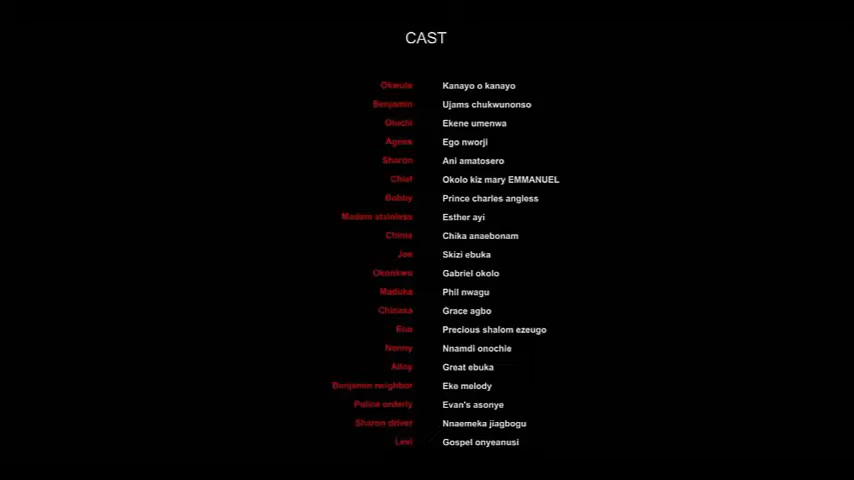 CAST
Okwute Kanayo o kanayo
Benjamin Ujams chukwunonso
Oluchi Ekene umenwa
Agnes Ego nworji
Sharon Ani amatosero
Chief Okolo kiz mary EMMANUEL
Bobby Prince charles angless
Madam stainless Esther ayi
Chima Chika anaebonam
Joe Skizi ebuka
Okonkwo Gabriel okolo
Maduka Phil nwagu
Chinasa Grace agbo
Precious shalom ezeugo
Nonny Nnamdi onochie
Alloy Great ebuka
Benjamin neighbor Eke melody
Police orderly Evan's asonye
Sharon driver Nnaemeka jiagbogu
Levi Gospel onyeanusi